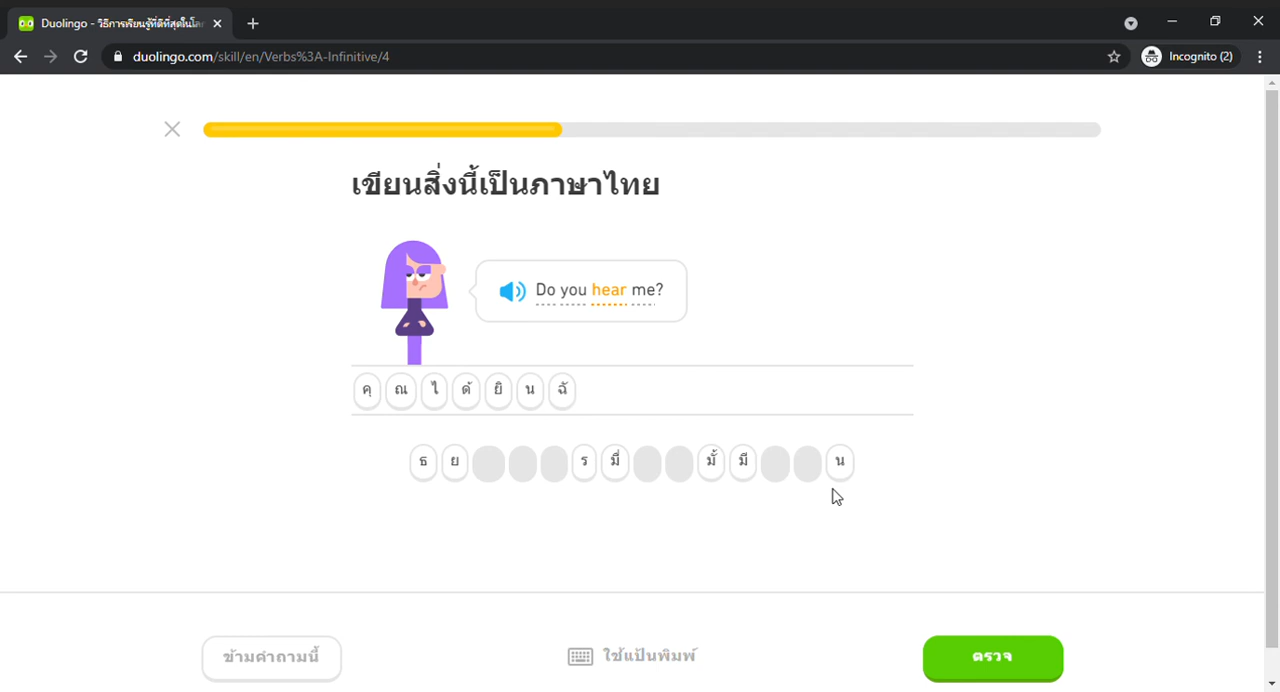 Duolingo - วิธีการเรียนรู้ที่ดีที่สุดในโลก
duolingo.com/skill/en/Verbs%3A-Infinitive/4
Incognito (2)
เขียนสิ่งนี้เป็นภาษาไทย
Do you hear me?
คุ ณ ไ ด้ ยิ น ฉั
ธ ย ร มื่ มั้ มี น
ข้ามคำถามนี้
ใช้แป้นพิมพ์
ตรวจ